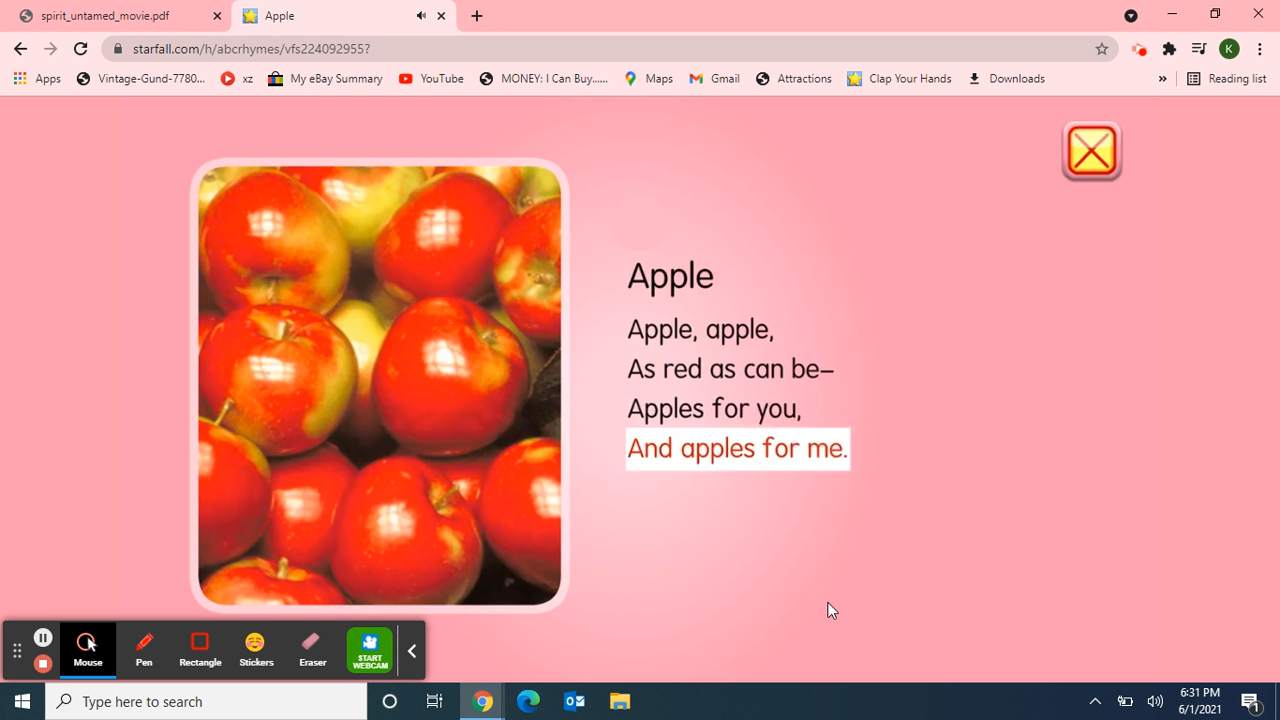 spirit_untamed_movie.pdf
Apple
starfall.com/h/abcrhymes/vfs224092955?
K
Apps
Vintage-Gund-7780...
xz
My eBay Summary
YouTube
MONEY: I Can Buy......
Maps
Gmail
Attractions
Clap Your Hands
Downloads
»
Reading list
Apple
Apple, apple,
As red as can be–
Apples for you,
And apples for me.
Mouse
Pen
Rectangle
Stickers
Eraser
START
WEBCAM
Type here to search
6:31 PM
6/1/2021
1